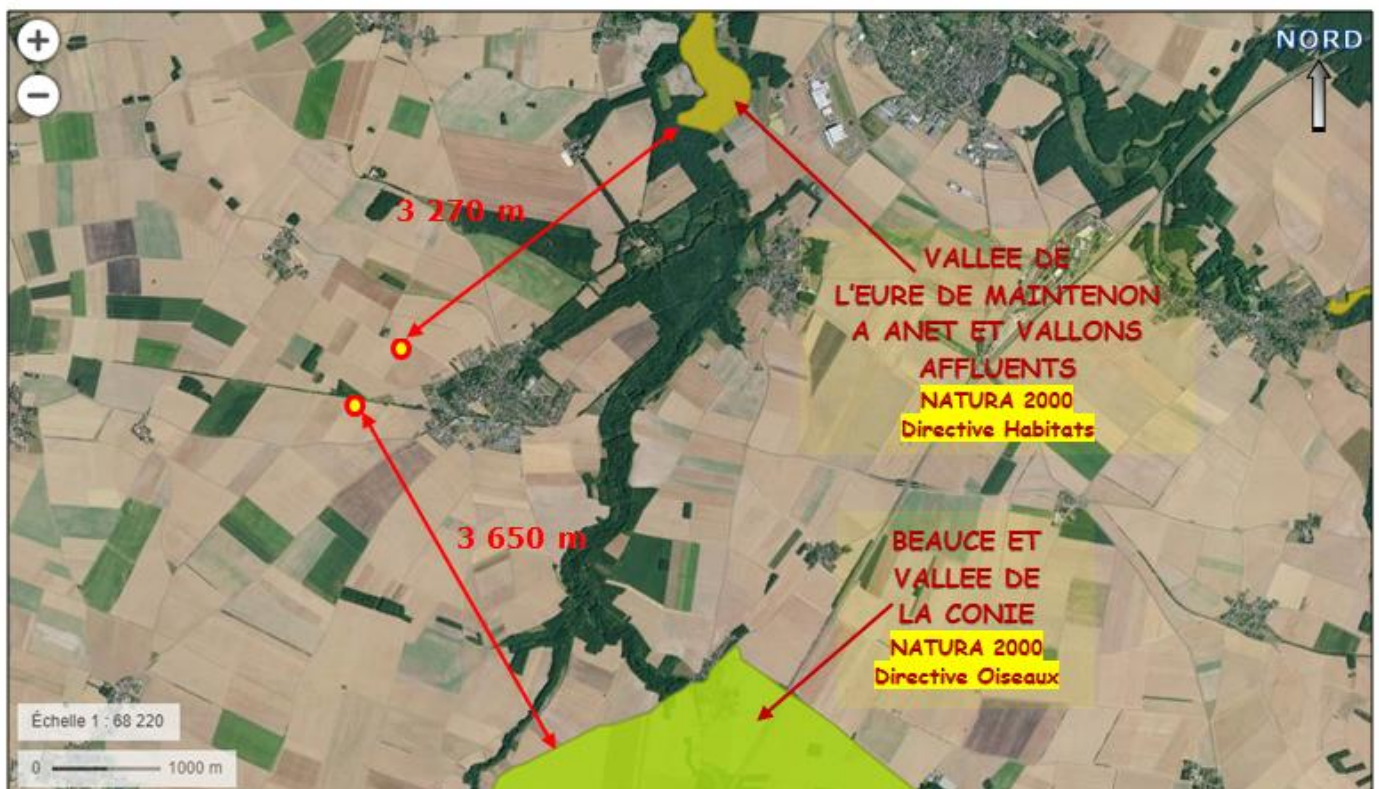 +
NORD
−
3 270 m
VALLEE DE
L'EURE DE MAINTENON
A ANET ET VALLONS
AFFLUENTS
NATURA 2000
Directive Habitats
3 650 m
BEAUCE ET
VALLEE DE
LA CONIE
NATURA 2000
Directive Oiseaux
Échelle 1 : 68 220
0 1000 m